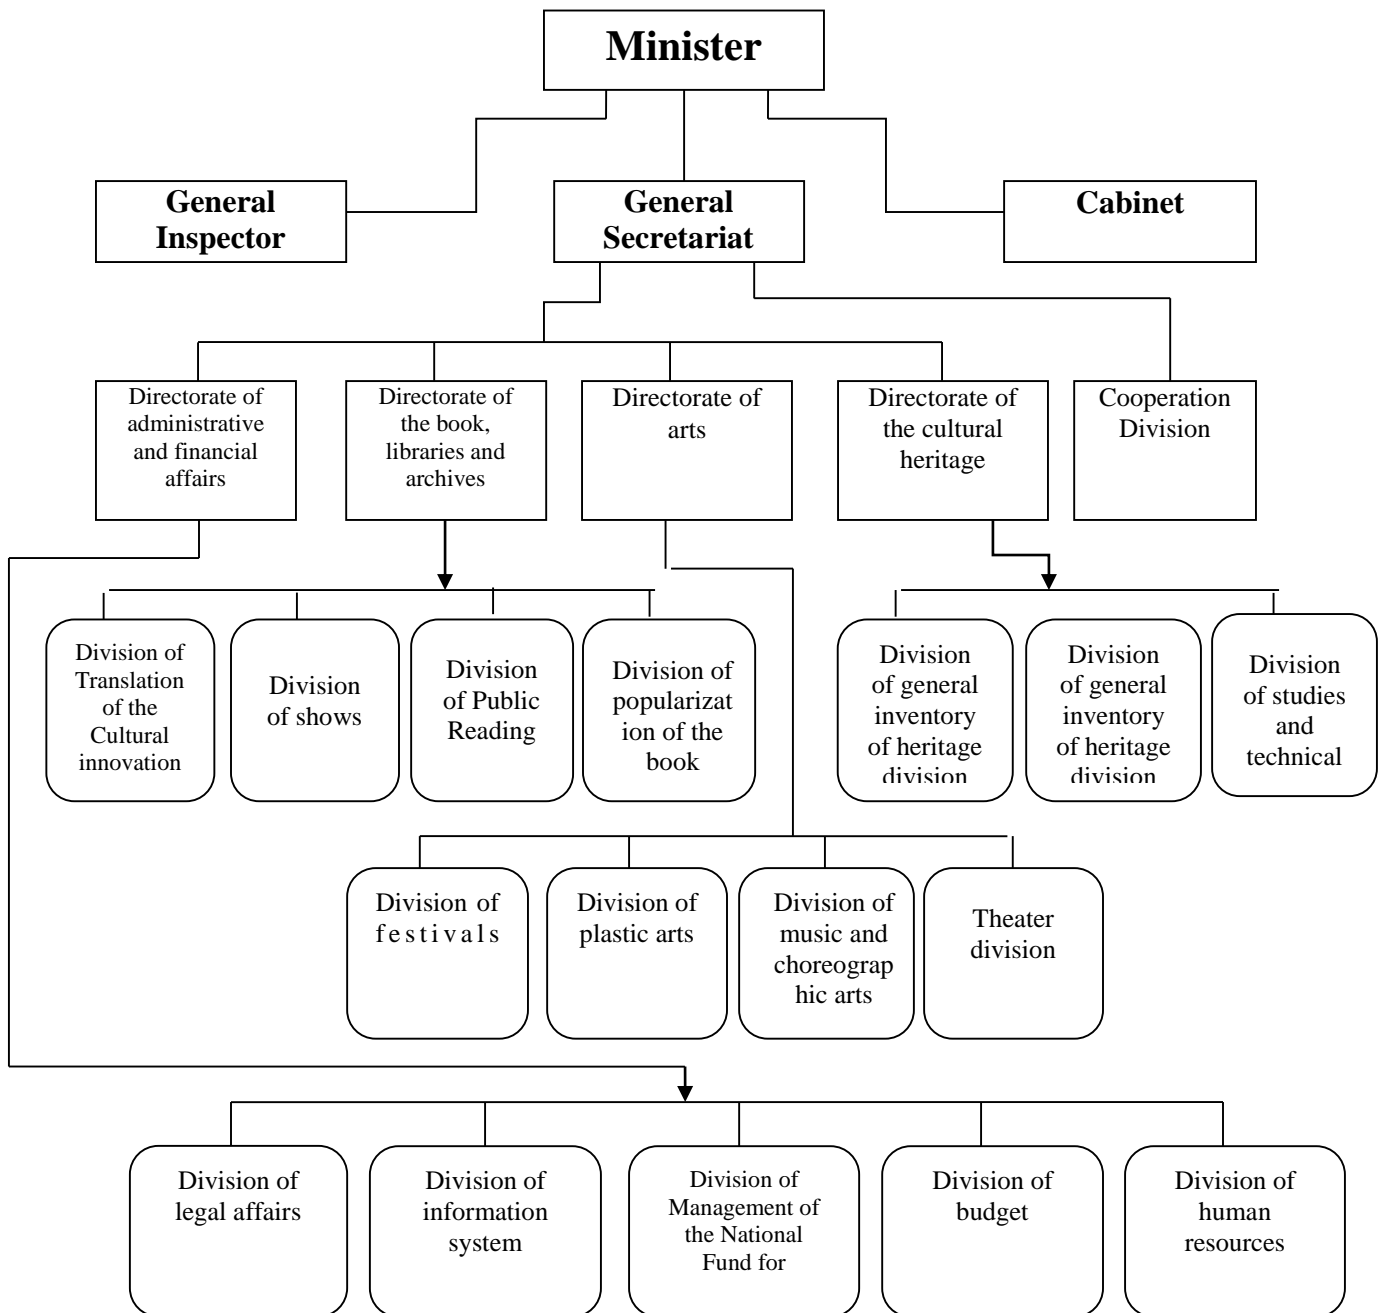 Minister
General
Inspector
General
Secretariat
Cabinet
Directorate of
administrative
and financial
affairs
Directorate of
the book,
libraries and
archives
Directorate of
arts
Directorate of
the cultural
heritage
Cooperation
Division
Division of
Translation
of the
Cultural
innovation
Division
of shows
Division
of Public
Reading
Division of
popularizat
ion of the
book
Division
of general
inventory
of heritage
division
Division
of general
inventory
of heritage
division
Division
of studies
and
technical
Division of
festivals
Division of
plastic arts
Division of
music and
choreograp
hic arts
Theater
division
Division of
legal affairs
Division of
information
system
Division of
Management of
the National
Fund for
Division of
budget
Division of
human
resources